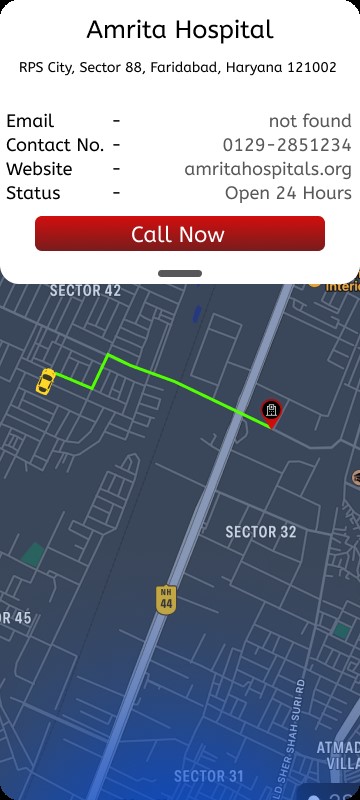 Amrita Hospital
RPS City, Sector 88, Faridabad, Haryana 121002
Email - not found
Contact No. - 0129-2851234
Website - amritahospitals.org
Status - Open 24 Hours
Call Now
SECTOR 42
SECTOR 32
NH
44
OR 45
D SHER SHAH SURI RD
ATMAD
VILLA
SECTOR 31